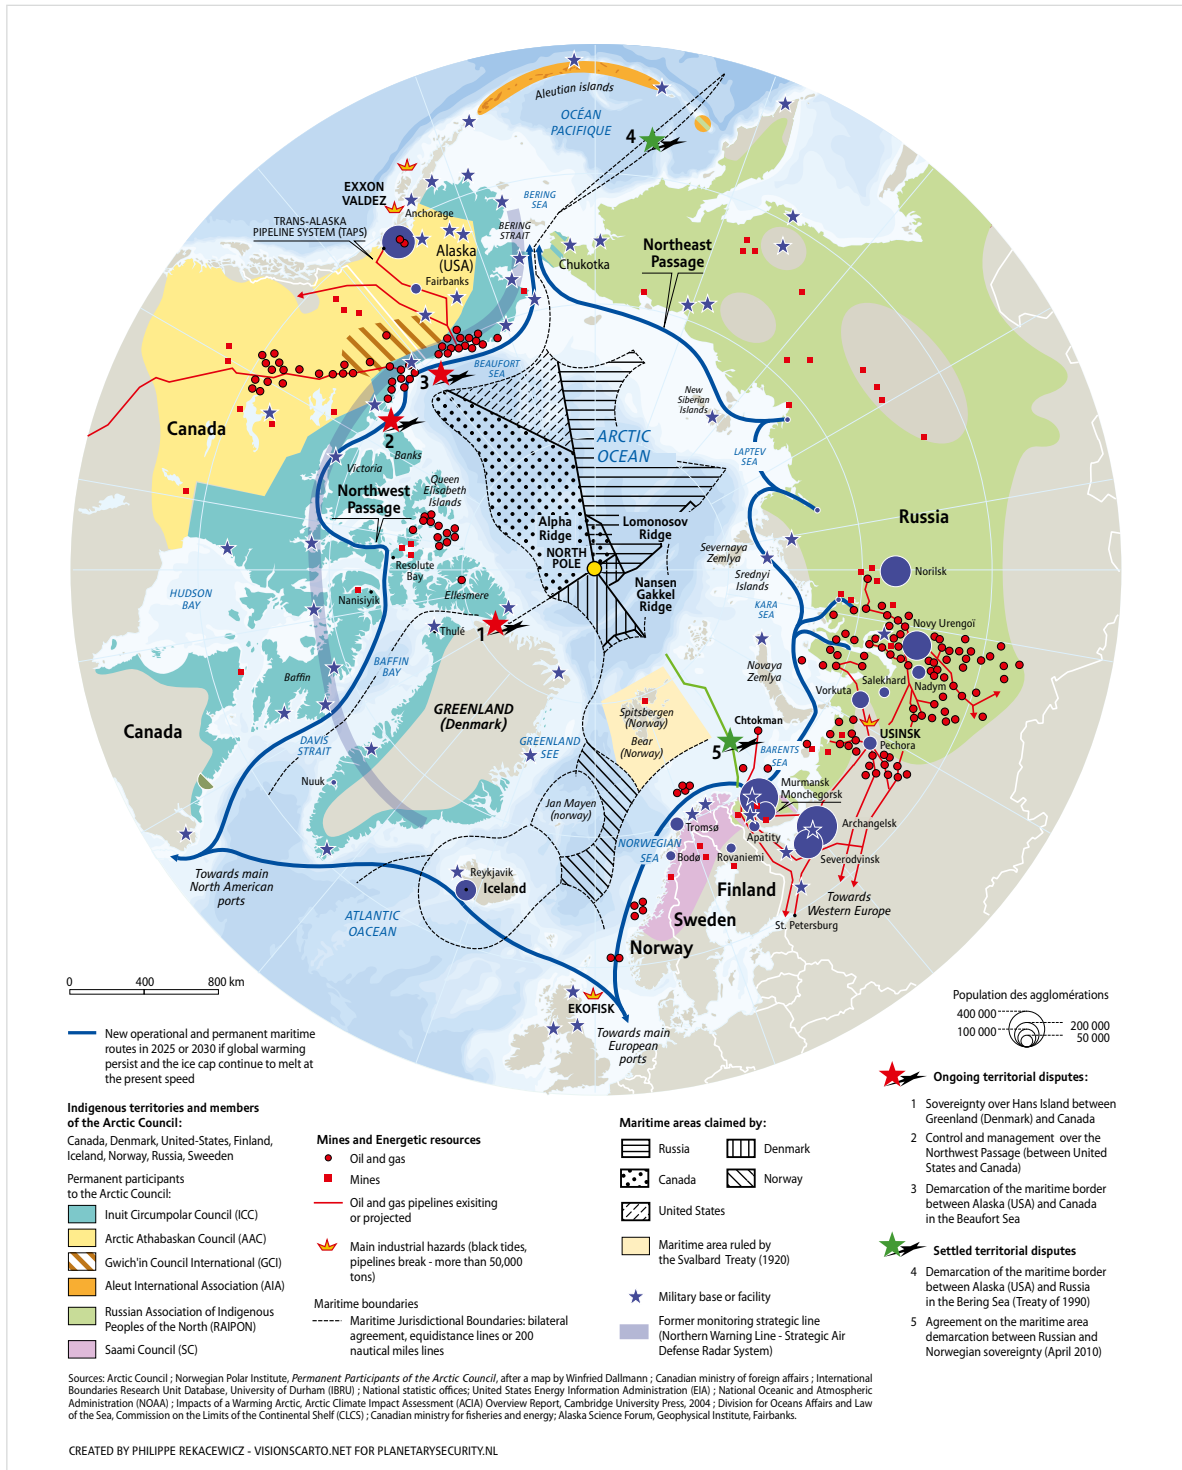 Aleutian islands
OCÉAN
PACIFIQUE
4
EXXON
VALDEZ
Anchorage
BERING
SEA
BERING
STRAIT
TRANS-ALASKA
PIPELINE SYSTEM (TAPS)
Alaska
(USA)
Chukotka
Northeast
Passage
Fairbanks
BEAUFORT
SEA
3
New
Siberian
Islands
Canada
2
Banks
ARCTIC
OCEAN
LAPTEV
SEA
Victoria
Queen
Elisabeth
Islands
Northwest
Passage
Russia
Alpha
Ridge
Lomonosov
Ridge
NORTH
POLE
Severnaya
Zemlya
Resolute
Bay
Srednyi
Islands
Norilsk
Nansen
Gakkel
Ridge
HUDSON
BAY
Nanisiyik
Ellesmere
KARA
SEA
Thulé
1
Novy Urengoï
BAFFIN
BAY
Novaya
Zemlya
Baffin
Salekhard
Nadym
Vorkuta
GREENLAND
(Denmark)
Spitsbergen
(Norway)
Chtokman
Bear
(Norway)
5
BARENTS
SEA
USINSK
Pechora
Canada
DAVIS
STRAIT
GREENLAND
SEE
Nuuk
Murmansk
Monchegorsk
Jan Mayen
(norway)
Tromsø
Apatity
Archangelsk
NORWEGIAN
SEA
Bodø
Rovaniemi
Severodvinsk
Towards main
North American
ports
Reykjavik
Iceland
Finland
Towards
Western Europe
Sweden
St. Petersburg
ATLANTIC
OACEAN
Norway
EKOFISK
Towards main
European
ports
0 400 800 km
New operational and permanent maritime
routes in 2025 or 2030 if global warming
persist and the ice cap continue to melt at
the present speed
Population des agglomérations
400 000
200 000
100 000
50 000
Indigenous territories and members
of the Arctic Council:
Canada, Denmark, United-States, Finland,
Iceland, Norway, Russia, Sweden
Permanent participants
to the Arctic Council:
Inuit Circumpolar Council (ICC)
Arctic Athabaskan Council (AAC)
Gwich'in Council International (GCI)
Aleut International Association (AIA)
Russian Association of Indigenous
Peoples of the North (RAIPON)
Saami Council (SC)
Mines and Energetic resources
Oil and gas
Mines
Oil and gas pipelines exisiting
or projected
Main industrial hazards (black tides,
pipelines break - more than 50,000
tons)
Maritime boundaries
Maritime Jurisdictional Boundaries: bilateral
agreement, equidistance lines or 200
nautical miles lines
Maritime areas claimed by:
Russia
Denmark
Canada
Norway
United States
Maritime area ruled by
the Svalbard Treaty (1920)
Military base or facility
Former monitoring strategic line
(Northern Warning Line - Strategic Air
Defense Radar System)
Ongoing territorial disputes:
1 Sovereignty over Hans Island between
Greenland (Denmark) and Canada
2 Control and management over the
Northwest Passage (between United
States and Canada)
3 Demarcation of the maritime border
between Alaska (USA) and Canada
in the Beaufort Sea
Settled territorial disputes
4 Demarcation of the maritime border
between Alaska (USA) and Russia
in the Bering Sea (Treaty of 1990)
5 Agreement on the maritime area
demarcation between Russian and
Norwegian sovereignty (April 2010)
Sources: Arctic Council ; Norwegian Polar Institute, Permanent Participants of the Arctic Council, after a map by Winfried Dallmann ; Canadian ministry of foreign affairs ; International
Boundaries Research Unit Database, University of Durham (IBRU) ; National statistic offices; United States Energy Information Administration (EIA) ; National Oceanic and Atmospheric
Administration (NOAA) ; Impacts of a Warming Arctic, Arctic Climate Impact Assessment (ACIA) Overview Report, Cambridge University Press, 2004 ; Division for Oceans Affairs and Law
of the Sea, Commission on the Limits of the Continental Shelf (CLCS) ; Canadian ministry for fisheries and energy; Alaska Science Forum, Geophysical Institute, Fairbanks.
CREATED BY PHILIPPE REKACEWICZ - VISIONSCARTO.NET FOR PLANETARYSECURITY.NL